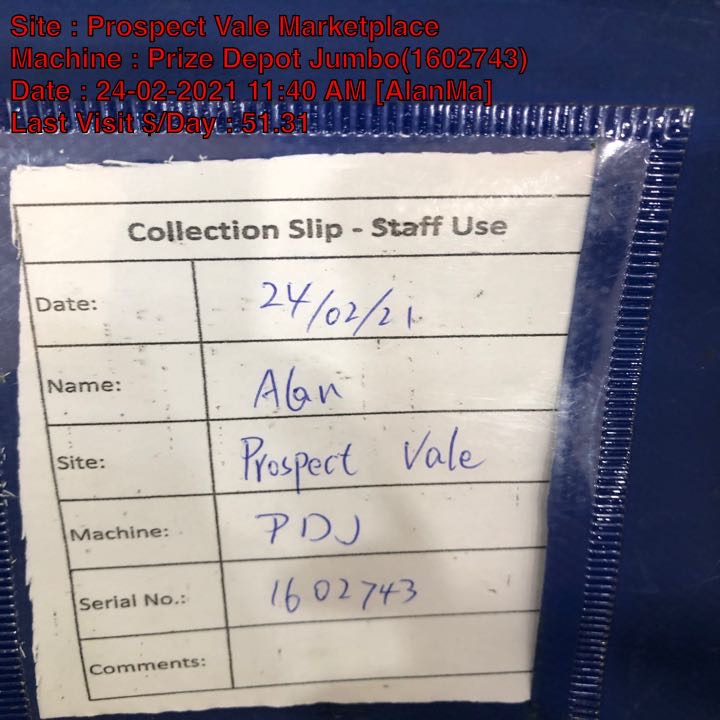 Site : Prospect Vale Marketplace
Machine : Prize Depot Jumbo(1602743)
Date : 24-02-2021 11:40 AM [AlanMa]
Last Visit $/Day : 51.31
Collection Slip - Staff Use
Date: 24/02/21
Name: Alan
Site: Prospect Vale
Machine: PDJ
Serial No.: 1602743
Comments: